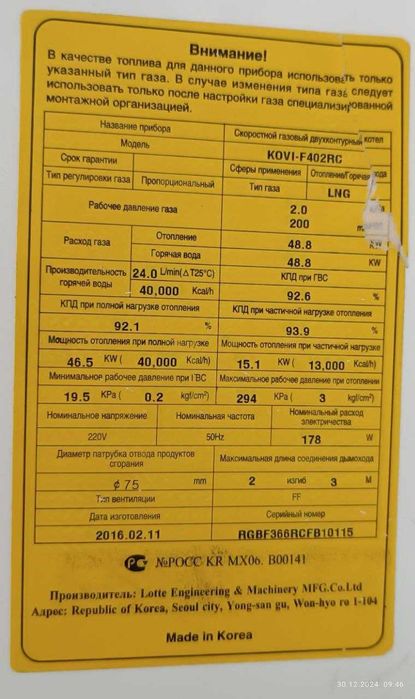 Внимание!
В качестве топлива для данного прибора использовать только
указанный тип газа. В случае изменения типа газа следует
использовать только после настройки газа специализированной
монтажной организацией.
Название прибора Скоростной газовый двухконтурный котел
Модель KOVI-F402RC
Срок гарантии Сферы применения Отопление/Горячая вода
Тип регулировки газа Пропорциональный Тип газа LNG
Рабочее давление газа 2.0
200
Расход газа Отопление 48.8 KW
Горячая вода 48.8 KW
Производительность горячей воды 24.0 L/min(△T25°C) КПД при ГВС
40,000 Kcal/h 92.6 %
КПД при полной нагрузке отопления КПД при частичной нагрузке отопления
92.1 % 93.9 %
Мощность отопления при полной нагрузке Мощность отопления при частичной нагрузке
46.5 KW ( 40,000 Kcal/h) 15.1 KW ( 13,000 Kcal/h)
Минимальное рабочее давление при ГВС Максимальное рабочее давление при отоплении
19.5 KPa ( 0.2 kgf/cm²) 294 KPa ( 3 kgf/cm²)
Номинальное напряжение Номинальная частота Номинальный расход электричества
220V 50Hz 178 W
Диаметр патрубка отвода продуктов сгорания Максимальная длина соединения дымохода
ϕ 75 mm 2 изгиб 3 M
Тип вентиляции FF
Дата изготовления Серийный номер
2016.02.11 RGBF366RCFB10115
№РОСС KR MX06. B00141
Производитель: Lotte Engineering & Machinery MFG.Co.Ltd
Адрес: Republic of Korea, Seoul city, Yong-san gu, Won-hyo ro 1-104
Made in Korea
30.12.2024 09:46